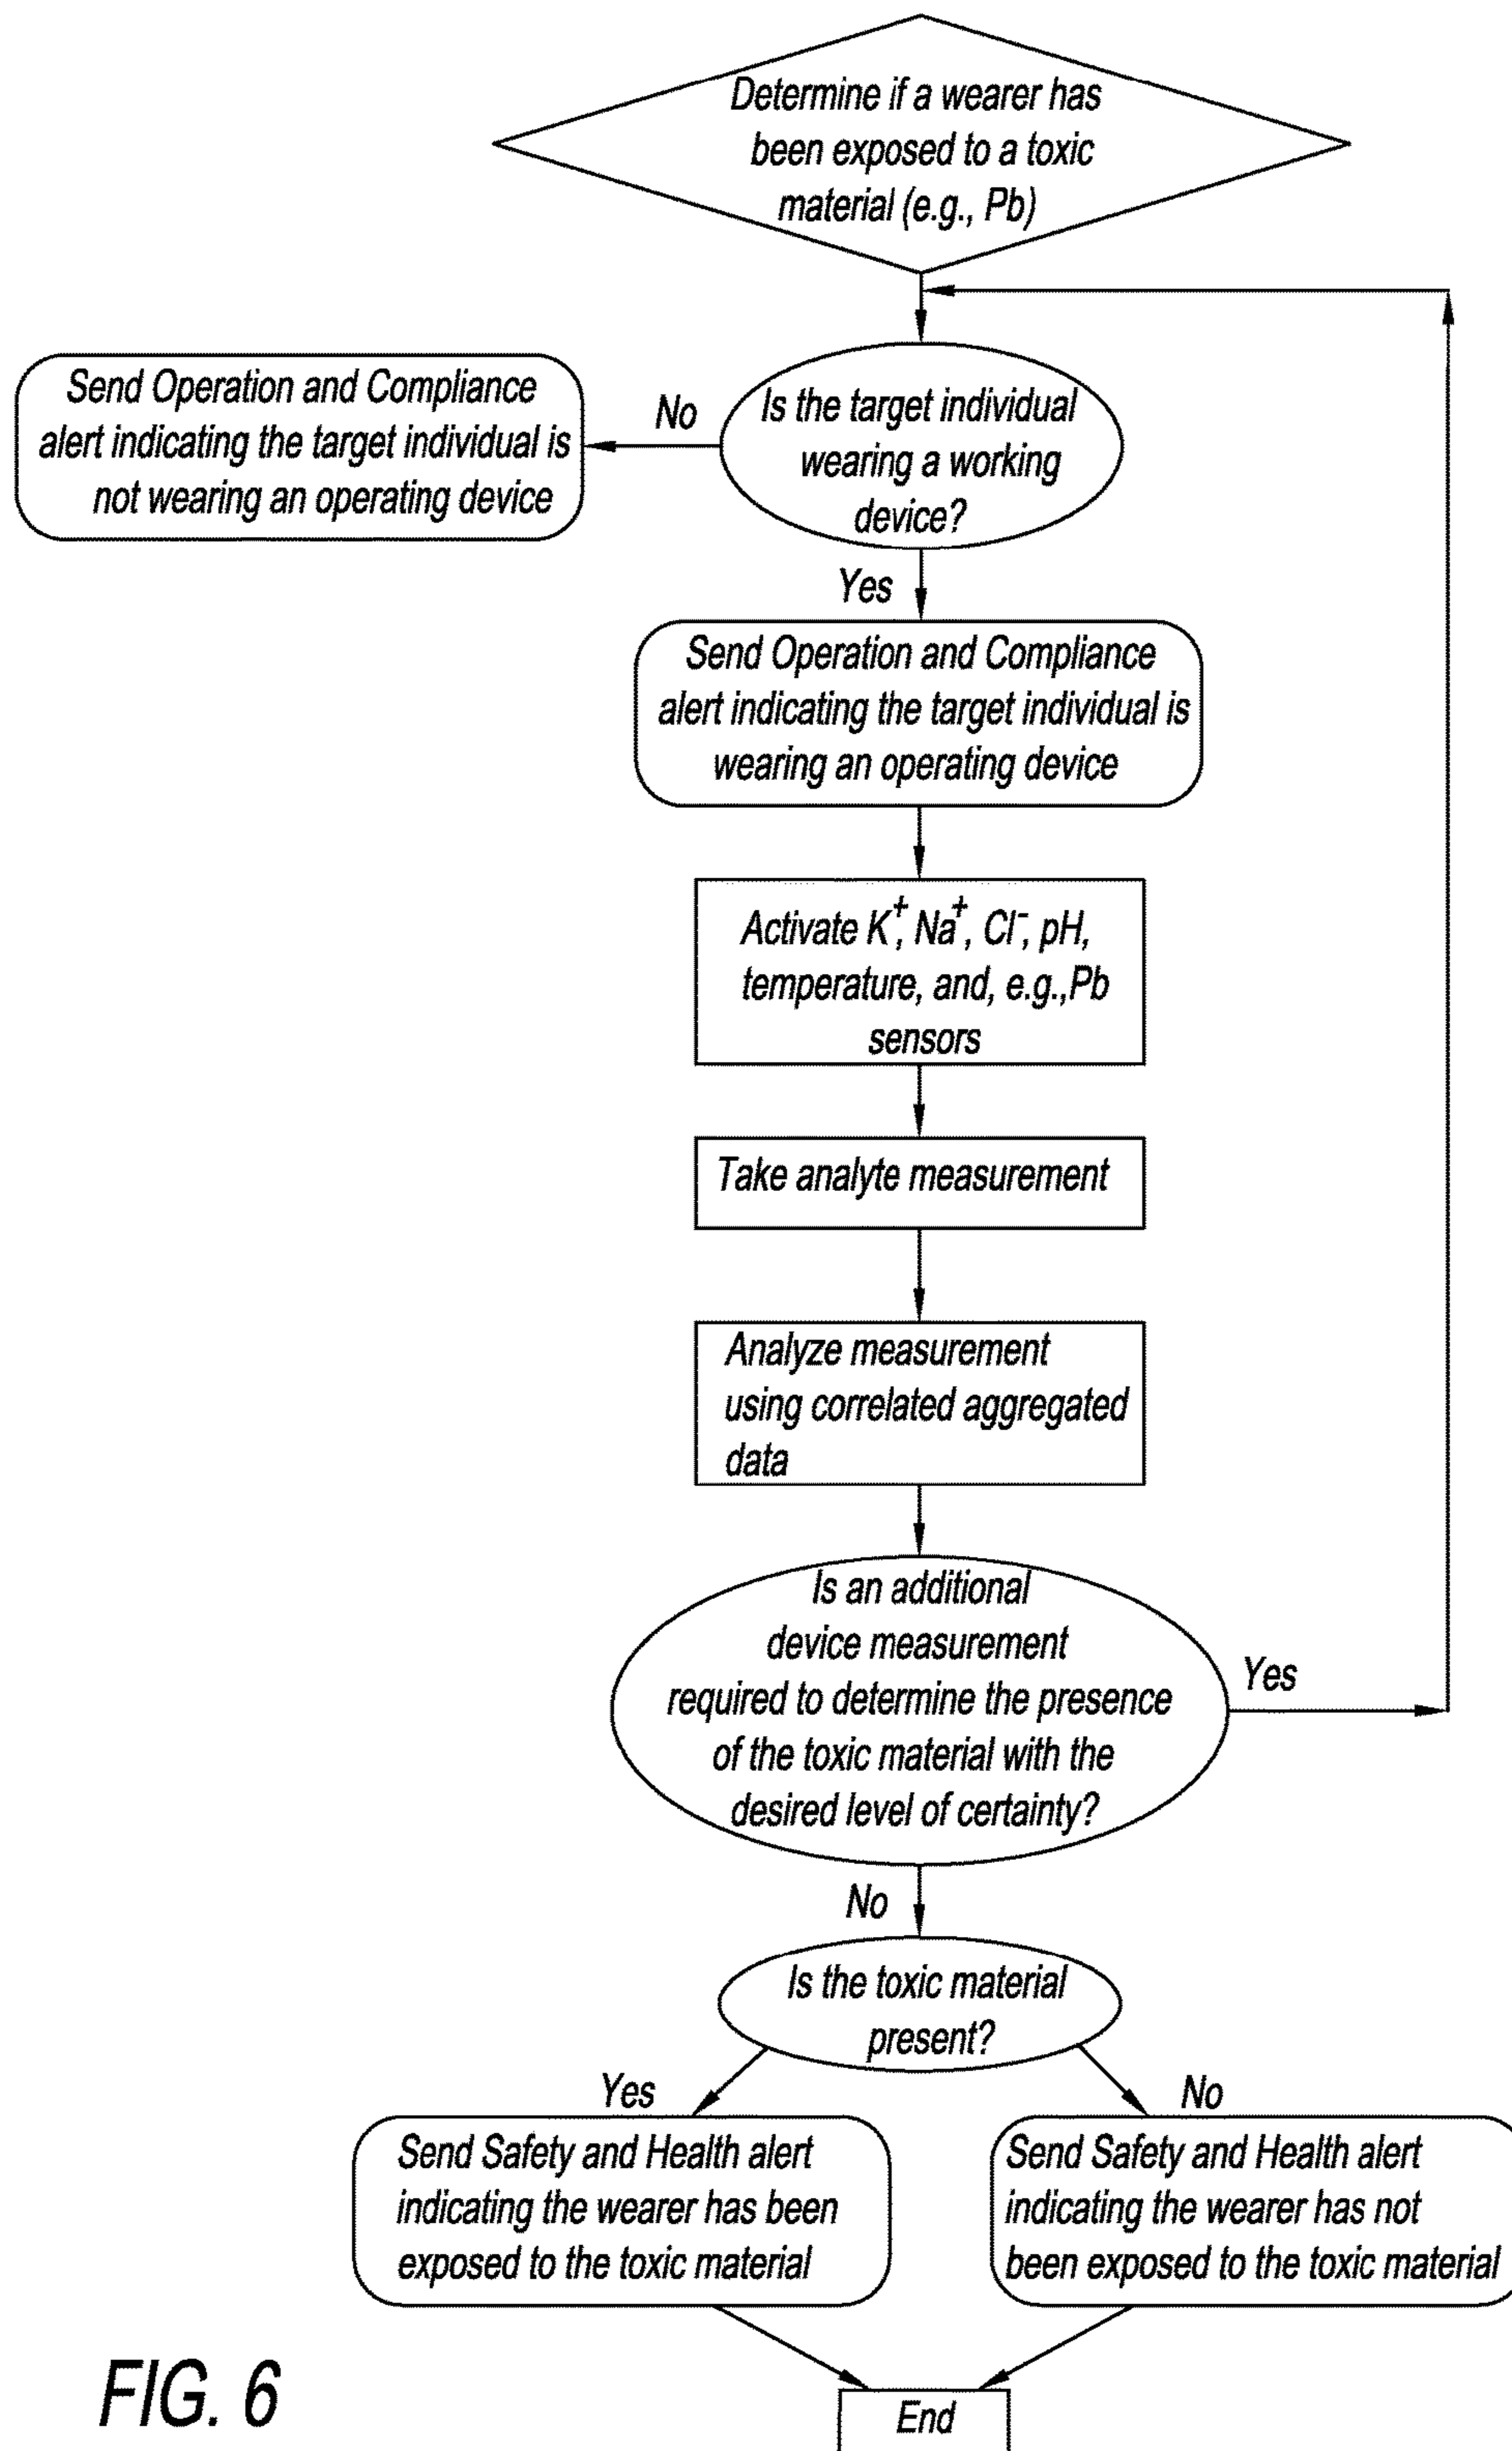 Determine if a wearer has
been exposed to a toxic
material (e.g., Pb)
Send Operation and Compliance
alert indicating the target individual is
not wearing an operating device
No
Is the target individual
wearing a working
device?
Yes
Send Operation and Compliance
alert indicating the target individual is
wearing an operating device
Activate K⁺, Na⁺, Cl⁻, pH,
temperature, and, e.g.,Pb
sensors
Take analyte measurement
Analyze measurement
using correlated aggregated
data
Is an additional
device measurement
required to determine the presence
of the toxic material with the
desired level of certainty?
Yes
No
Is the toxic material
present?
Yes
No
Send Safety and Health alert
indicating the wearer has been
exposed to the toxic material
Send Safety and Health alert
indicating the wearer has not
been exposed to the toxic material
End
FIG. 6